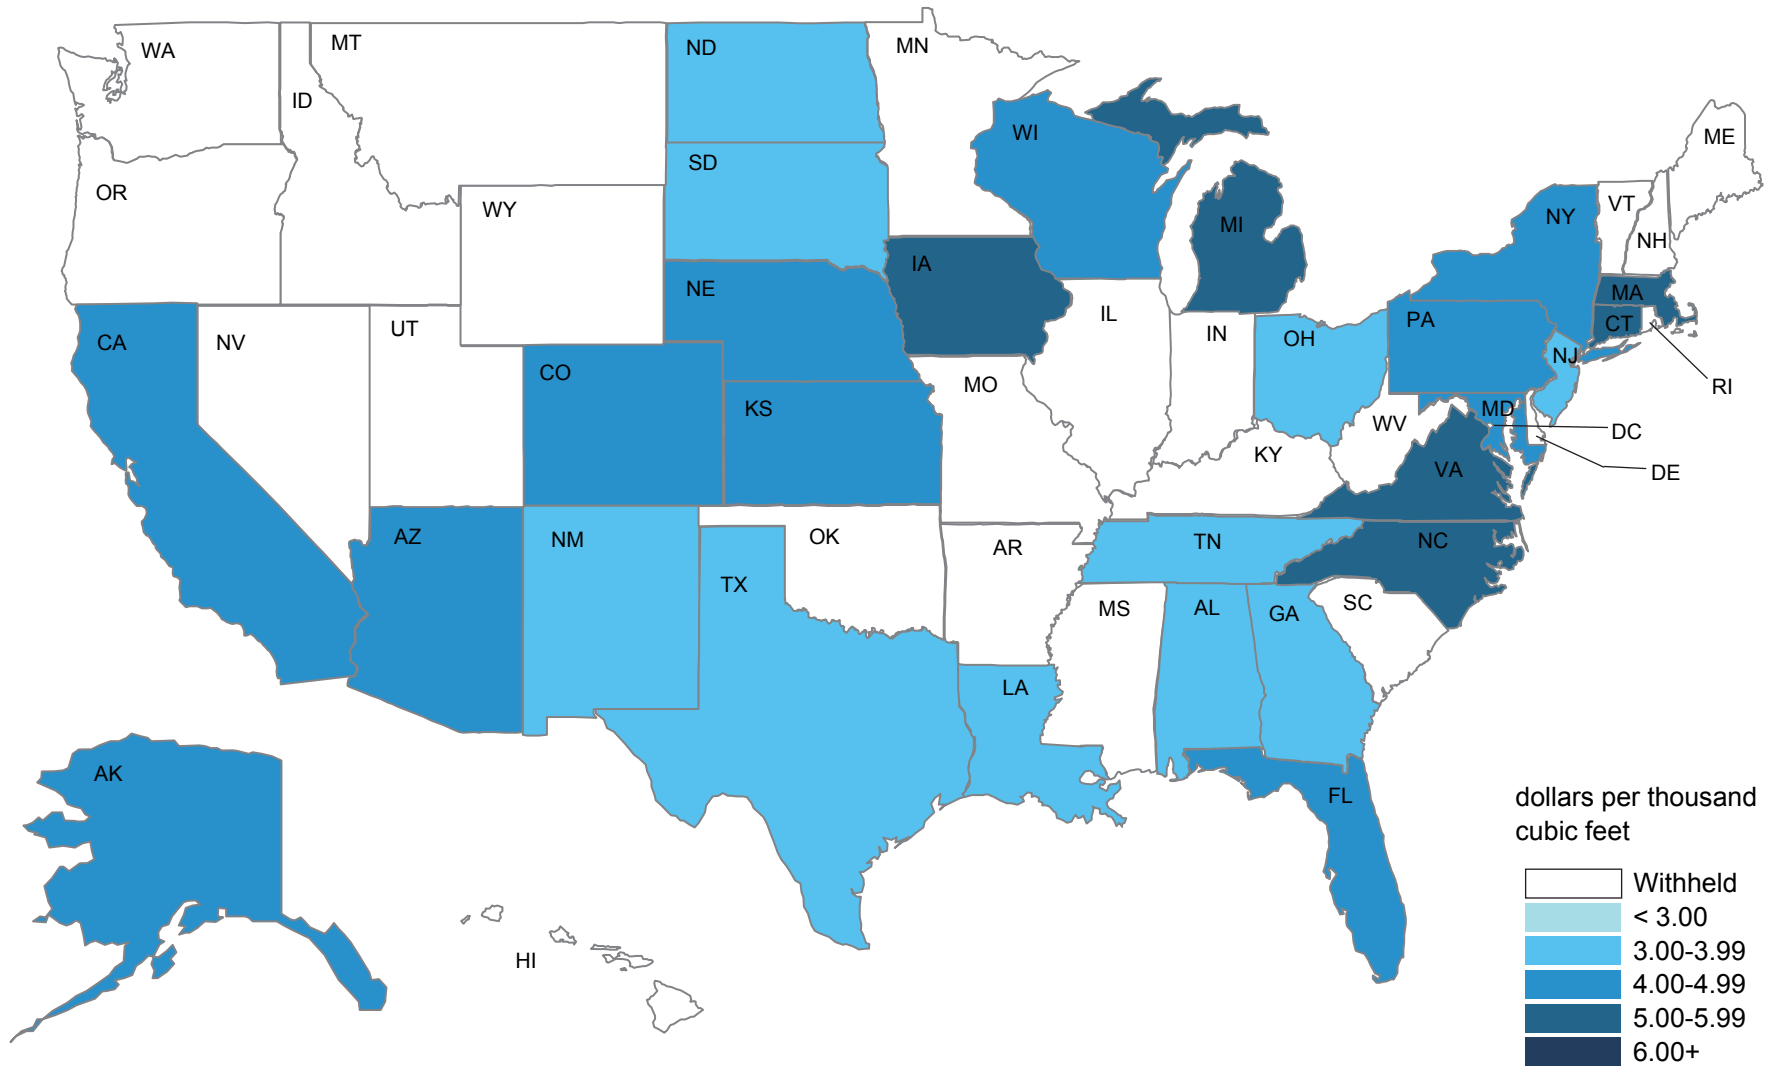 WA
MT
ND
MN
ID
WI
ME
SD
OR
WY
MI
NY
VT
NH
IA
NE
MA
CT
PA
IL
IN
OH
NJ
CA
NV
UT
CO
MO
RI
KS
MD
WV
DC
KY
VA
DE
AZ
NM
OK
AR
TN
NC
TX
MS
AL
GA
SC
LA
AK
FL
HI
dollars per thousand
cubic feet
Withheld
< 3.00
3.00-3.99
4.00-4.99
5.00-5.99
6.00+